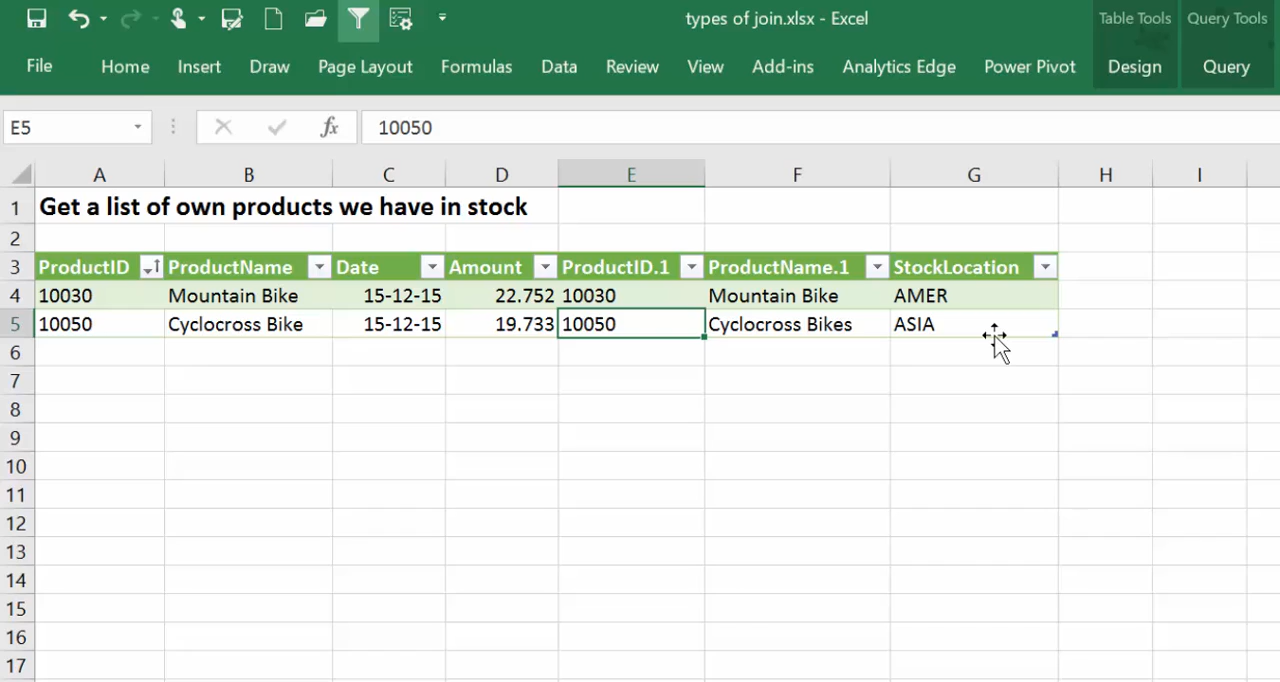 types of join.xlsx - Excel Table Tools Query Tools
File Home Insert Draw Page Layout Formulas Data Review View Add-ins Analytics Edge Power Pivot Design Query
E5 fx 10050
A B C D E F G H I
1 Get a list of own products we have in stock
2
3 ProductID ProductName Date Amount ProductID.1 ProductName.1 StockLocation
4 10030 Mountain Bike 15-12-15 22.752 10030 Mountain Bike AMER
5 10050 Cyclocross Bike 15-12-15 19.733 10050 Cyclocross Bikes ASIA
6
7
8
9
10
11
12
13
14
15
16
17